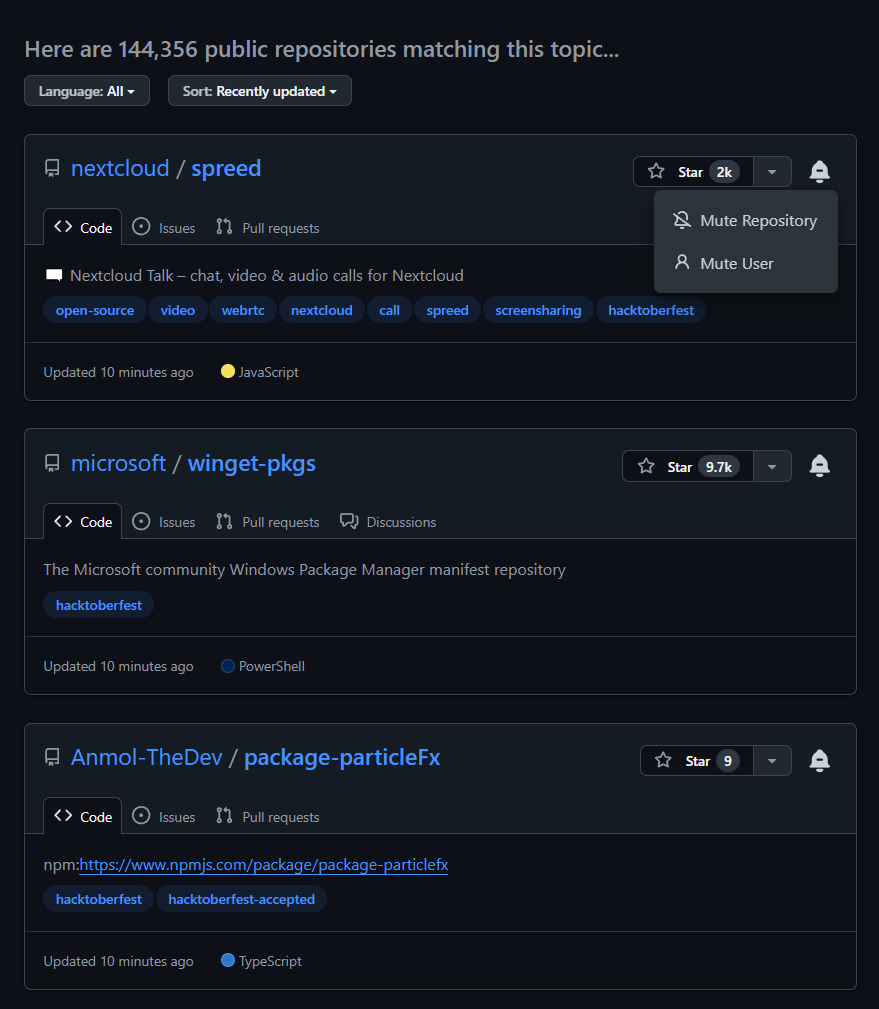 Here are 144,356 public repositories matching this topic...
Language: All Sort: Recently updated
nextcloud / spreed Star 2k
Mute Repository
Code Issues Pull requests
Mute User
Nextcloud Talk – chat, video & audio calls for Nextcloud
open-source video webrtc nextcloud call spreed screensharing hacktoberfest
Updated 10 minutes ago JavaScript
microsoft / winget-pkgs Star 9.7k
Code Issues Pull requests Discussions
The Microsoft community Windows Package Manager manifest repository
hacktoberfest
Updated 10 minutes ago PowerShell
Anmol-TheDev / package-particleFx Star 9
Code Issues Pull requests
npm:https://www.npmjs.com/package/package-particlefx
hacktoberfest hacktoberfest-accepted
Updated 10 minutes ago TypeScript